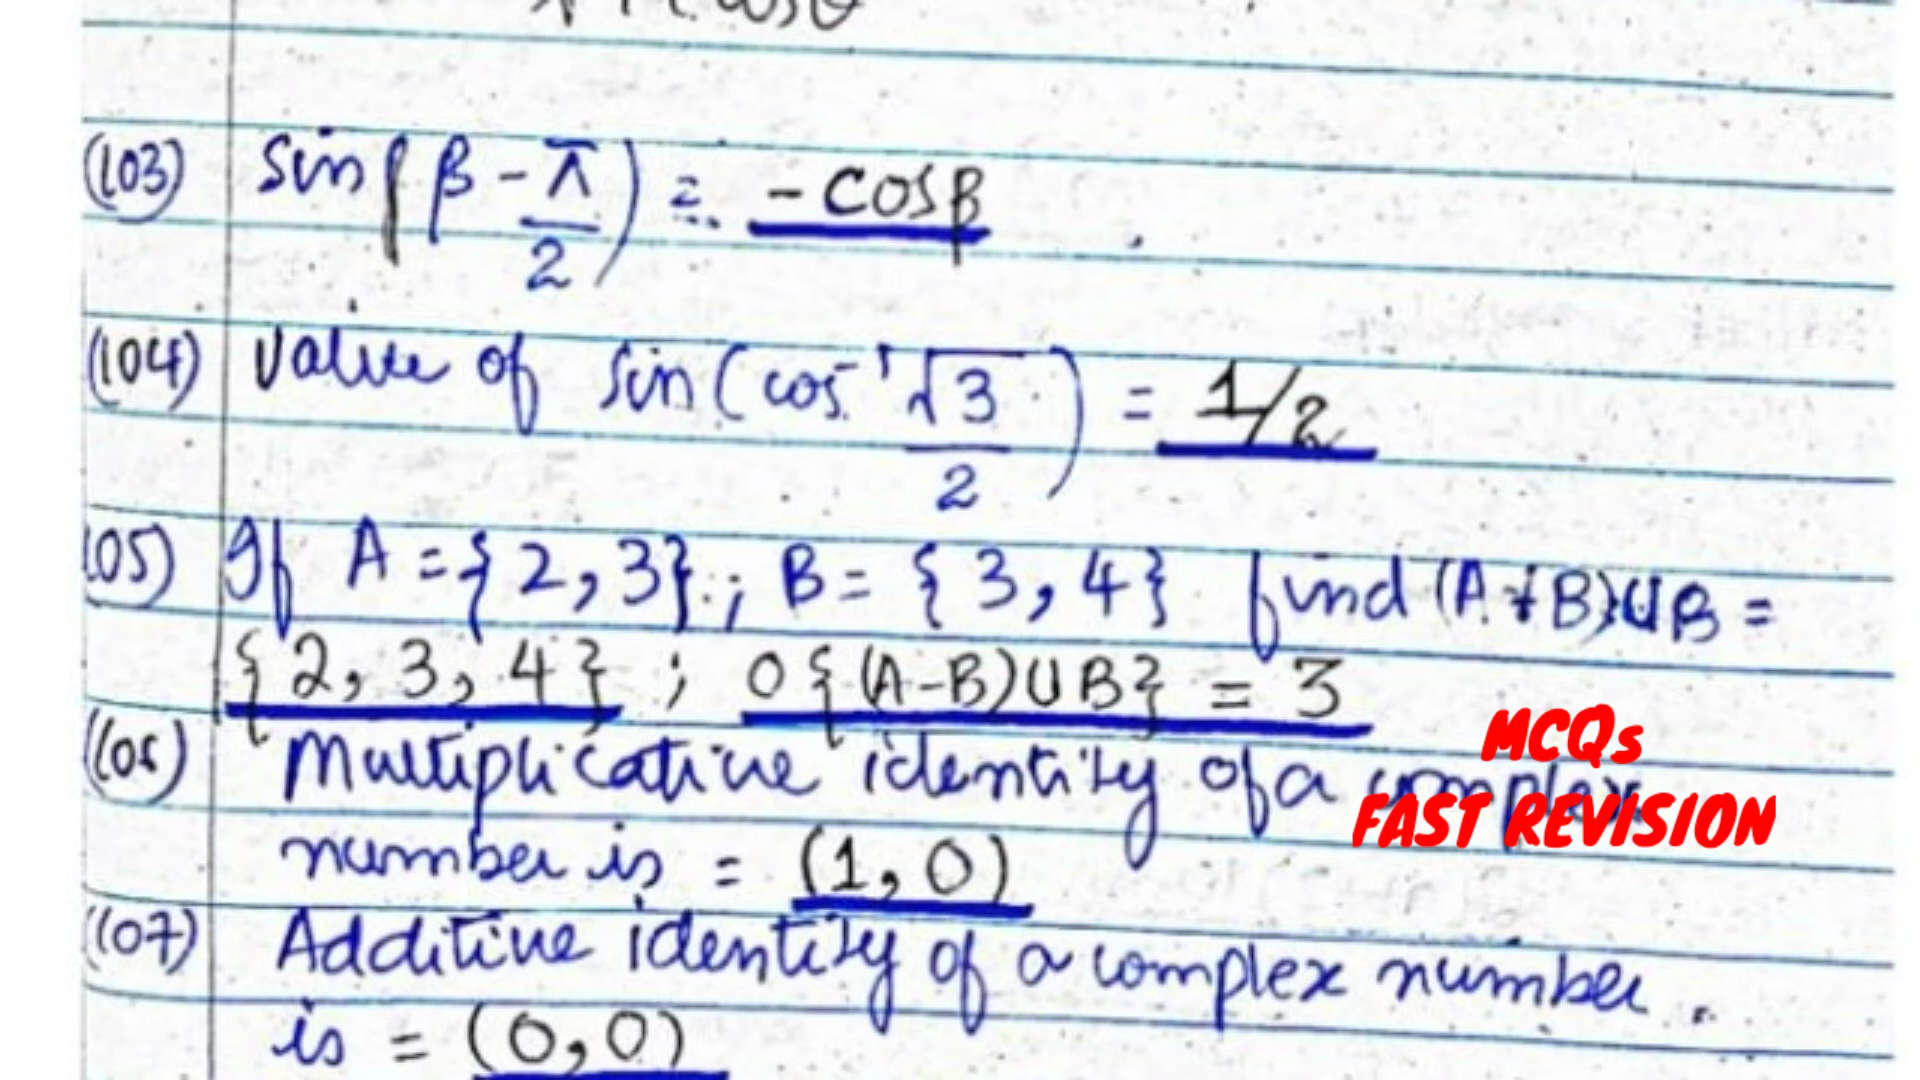 (103) Sin(β - π/2) = - cosβ
(104) Value of Sin(cos⁻¹ √3/2) = 1/2
(105) If A = {2, 3} ; B = {3, 4} find (A - B)UB =
{2, 3, 4} ; O{(A-B)UB} = 3
(106) Multiplicative identity of a complex
number is = (1, 0)
(107) Additive identity of a complex number.
is = (0, 0)
MCQs
FAST REVISION